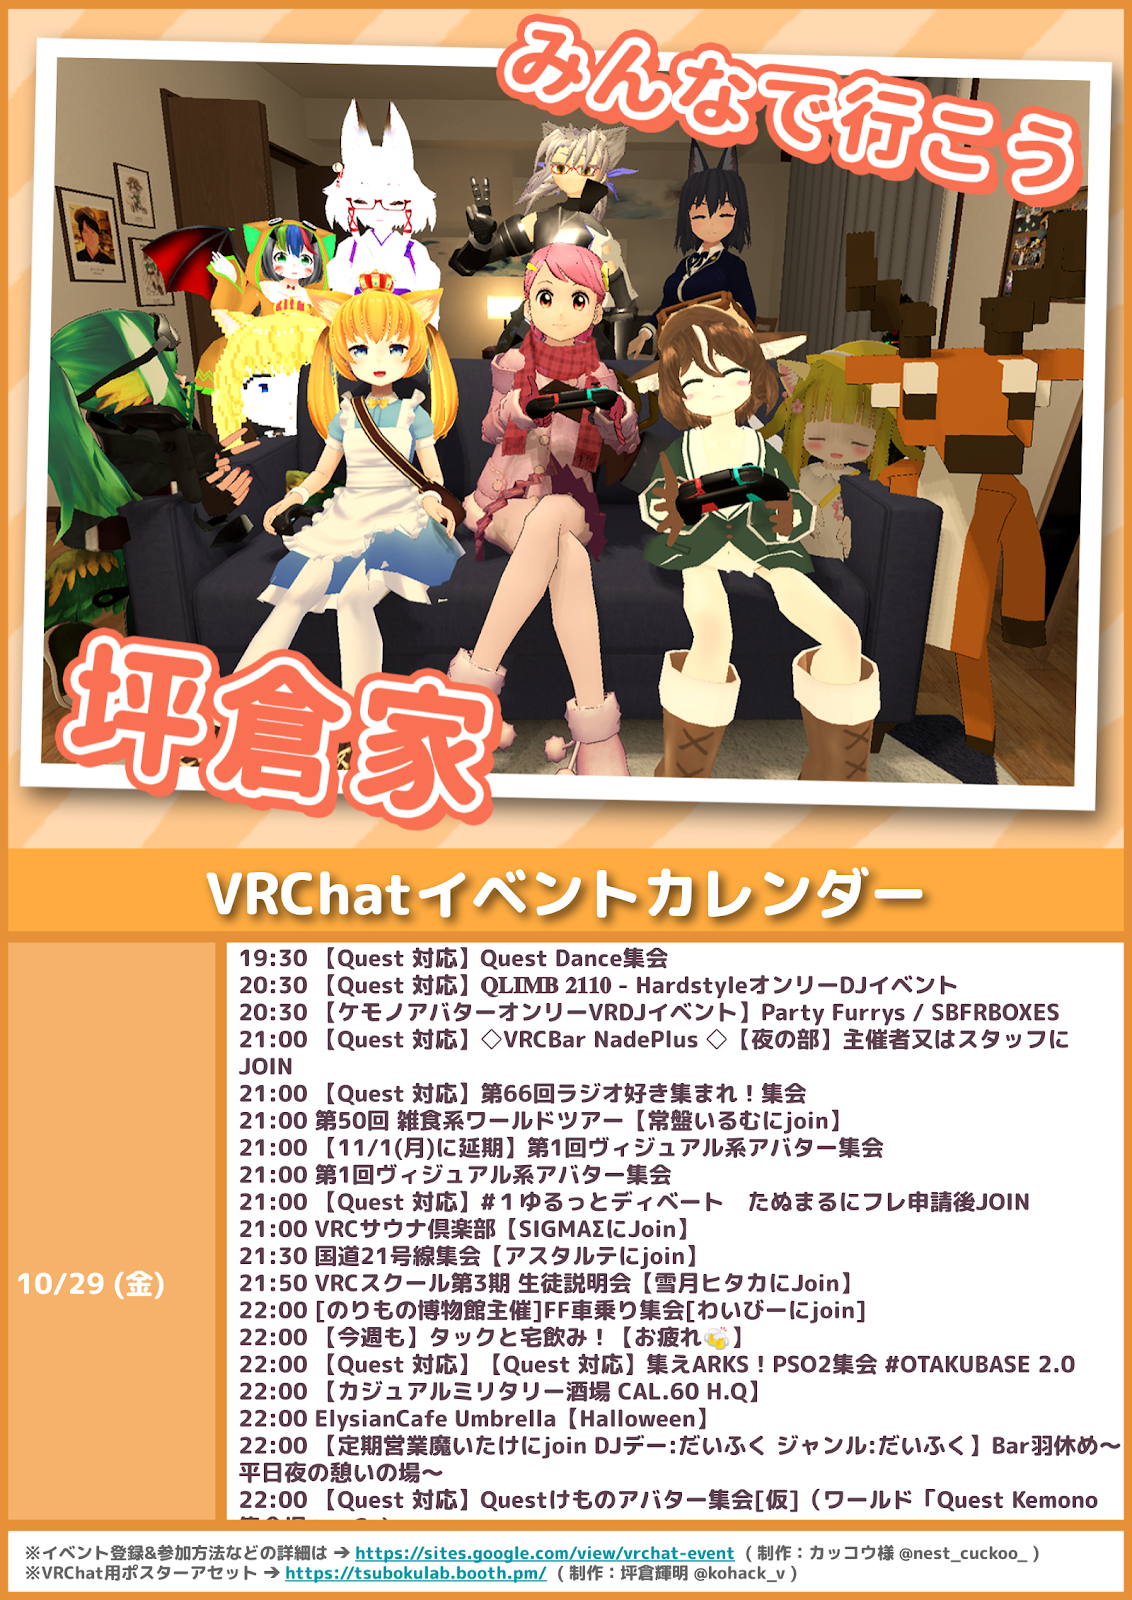 みんなで行こう
坪倉家
VRChatイベントカレンダー
10/29 (金)
19:30 【Quest 対応】Quest Dance集会
20:30 【Quest 対応】QLIMB 2110 - HardstyleオンリーDJイベント
20:30 【ケモノアバターオンリーVRDJイベント】Party Furrys / SBFRBOXES
21:00 【Quest 対応】◇VRCBar NadePlus ◇【夜の部】主催者又はスタッフに
JOIN
21:00 【Quest 対応】第66回ラジオ好き集まれ！集会
21:00 第50回 雑食系ワールドツアー【常盤いるむにjoin】
21:00 【11/1(月)に延期】第1回ヴィジュアル系アバター集会
21:00 第1回ヴィジュアル系アバター集会
21:00 【Quest 対応】#１ゆるっとディベート　たぬまるにフレ申請後JOIN
21:00 VRCサウナ倶楽部【SIGMAΣにJoin】
21:30 国道21号線集会【アスタルテにjoin】
21:50 VRCスクール第3期 生徒説明会【雪月ヒタカにJoin】
22:00 [のりもの博物館主催]FF車乗り集会[わいびーにjoin]
22:00 【今週も】タックと宅飲み！【お疲れ🍻】
22:00 【Quest 対応】【Quest 対応】集えARKS！PSO2集会 #OTAKUBASE 2.0
22:00 【カジュアルミリタリー酒場 CAL.60 H.Q】
22:00 ElysianCafe Umbrella【Halloween】
22:00 【定期営業魔いたけにjoin DJデー:だいふく ジャンル:だいふく】Bar羽休め～
平日夜の憩いの場～
22:00 【Quest 対応】Questけものアバター集会[仮]（ワールド「Quest Kemono
※イベント登録&参加方法などの詳細は → https://sites.google.com/view/vrchat-event ( 制作：カッコウ様 @nest_cuckoo_ )
※VRChat用ポスターアセット → https://tsubokulab.booth.pm/ ( 制作：坪倉輝明 @kohack_v )